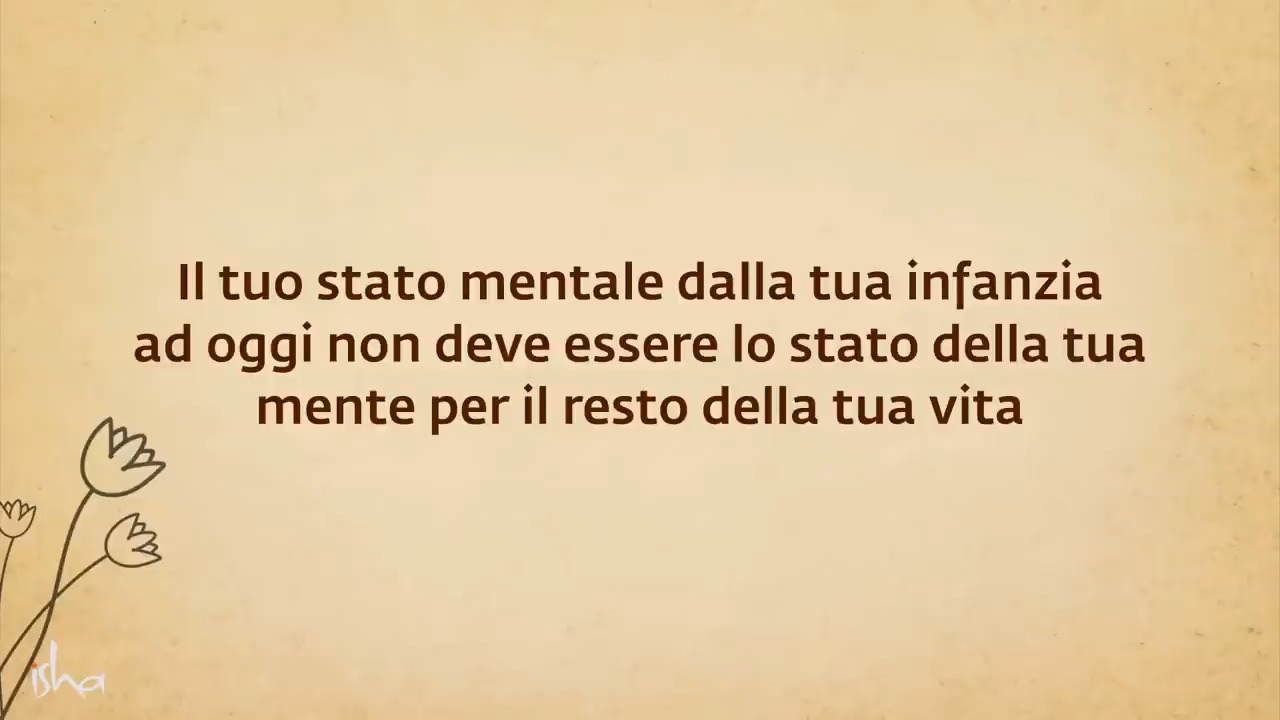 Il tuo stato mentale dalla tua infanzia
ad oggi non deve essere lo stato della tua
mente per il resto della tua vita
isha